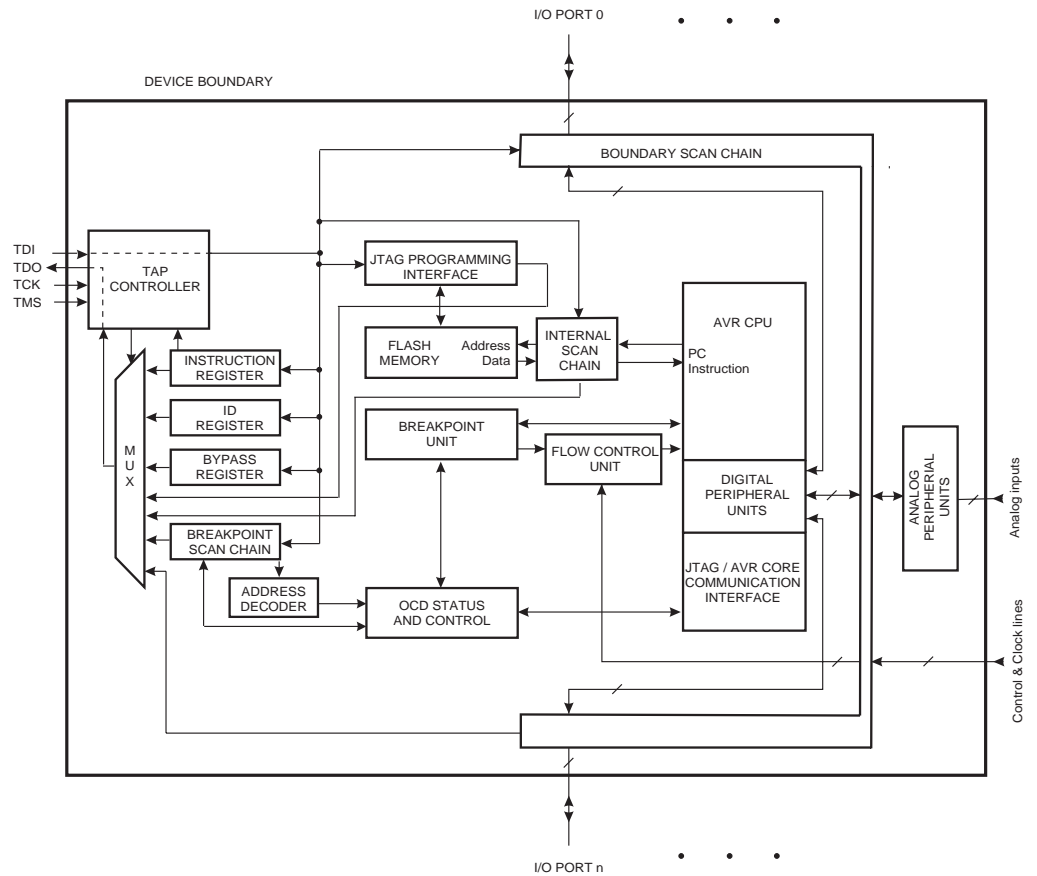 I/O PORT 0
DEVICE BOUNDARY
BOUNDARY SCAN CHAIN
TDI
TDO
TCK
TMS
TAP
CONTROLLER
JTAG PROGRAMMING
INTERFACE
AVR CPU
FLASH
MEMORY
Address
Data
INTERNAL
SCAN
CHAIN
PC
Instruction
INSTRUCTION
REGISTER
ID
REGISTER
M
U
X
BREAKPOINT
UNIT
FLOW CONTROL
UNIT
BYPASS
REGISTER
DIGITAL
PERIPHERAL
UNITS
ANALOG
PERIPHERIAL
UNITS
Analog inputs
BREAKPOINT
SCAN CHAIN
JTAG / AVR CORE
COMMUNICATION
INTERFACE
ADDRESS
DECODER
OCD STATUS
AND CONTROL
Control & Clock lines
I/O PORT n